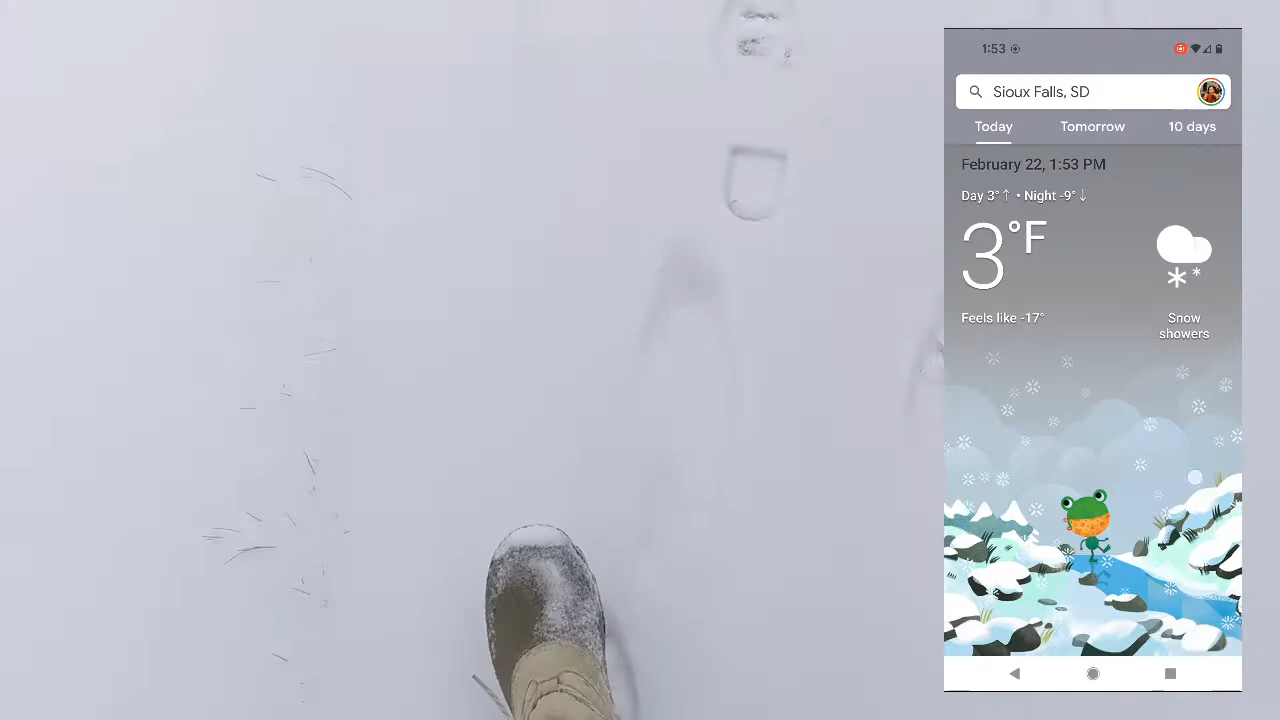 1:53
Sioux Falls, SD
Today Tomorrow 10 days
February 22, 1:53 PM
Day 3° ↑ • Night -9° ↓
3°F
Feels like -17°
Snow
showers